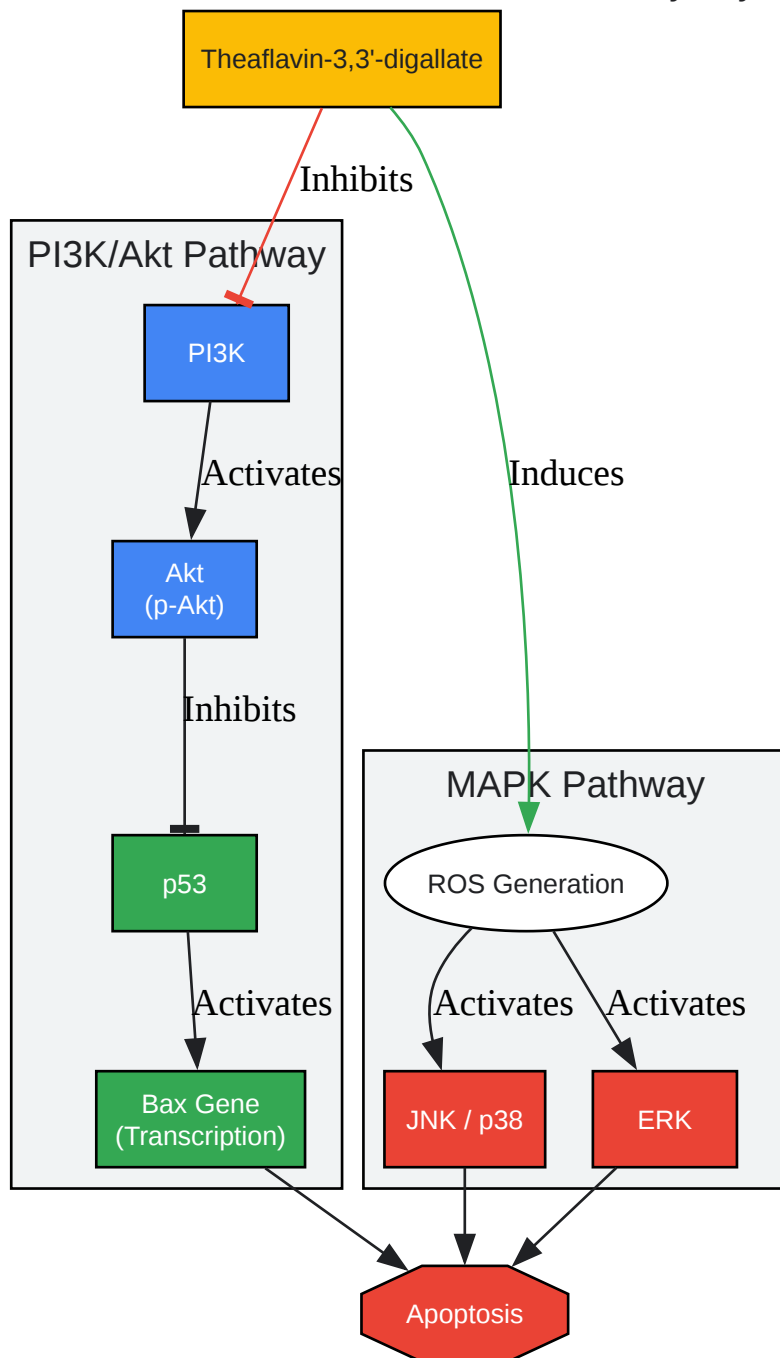 Theaflavin-3,3'-digallate
Inhibits
PI3K/Akt Pathway
PI3K
Activates
Induces
Akt
(p-Akt)
Inhibits
MAPK Pathway
p53
ROS Generation
Activates
Activates
Activates
Bax Gene
(Transcription)
JNK / p38
ERK
Apoptosis